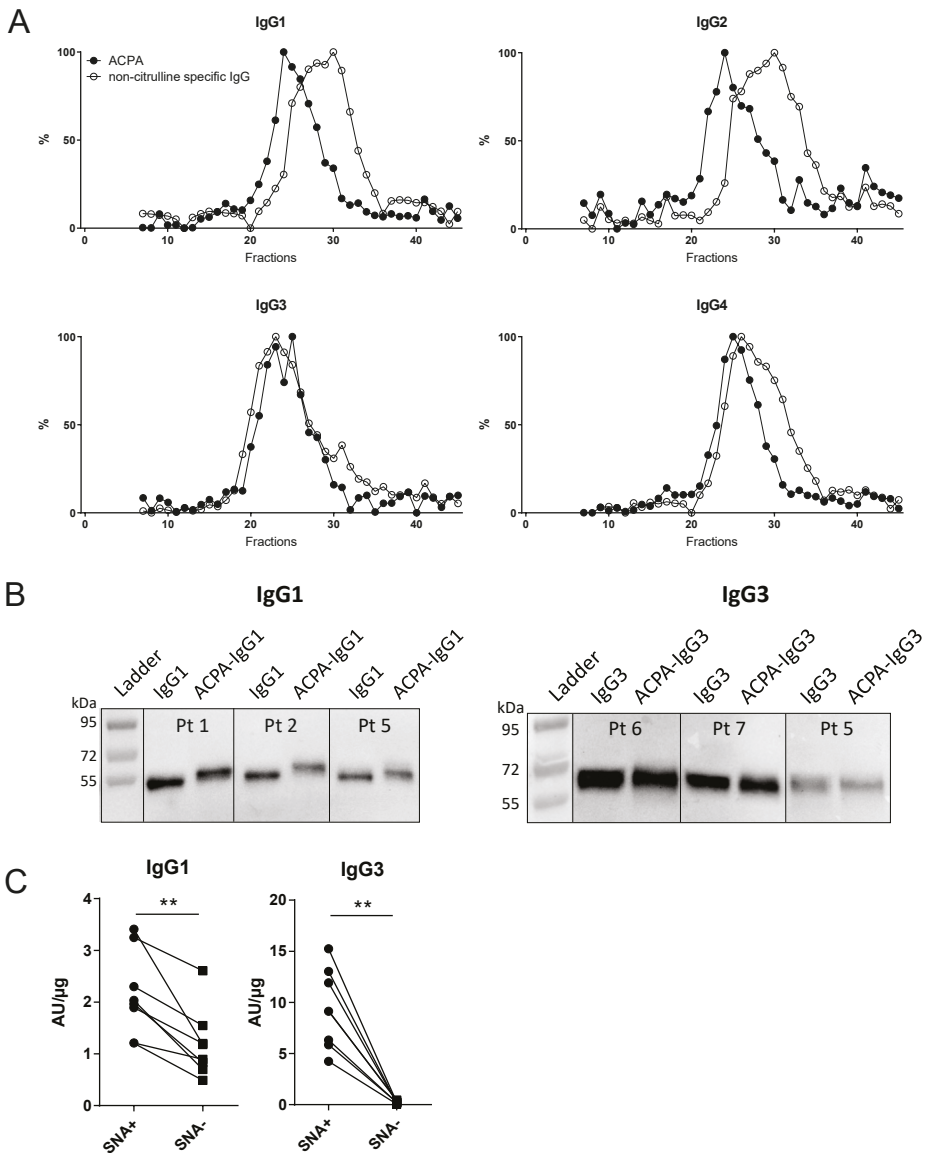 A
IgG1
100
50
0
%
ACPA
non-citrulline specific IgG
0
10
20
30
40
Fractions
IgG2
100
50
0
%
0
10
20
30
40
Fractions
IgG3
100
50
0
%
0
10
20
30
40
Fractions
IgG4
100
50
0
%
0
10
20
30
40
Fractions
B
IgG1
Ladder
IgG1
ACPA-IgG1
IgG1
ACPA-IgG1
IgG1
ACPA-IgG1
kDa
95
72
55
Pt 1
Pt 2
Pt 5
IgG3
Ladder
IgG3
ACPA-IgG3
IgG3
ACPA-IgG3
IgG3
ACPA-IgG3
kDa
95
72
55
Pt 6
Pt 7
Pt 5
C
IgG1
**
4
3
2
1
0
AU/µg
SNA+
SNA-
IgG3
**
20
15
10
5
0
AU/µg
SNA+
SNA-